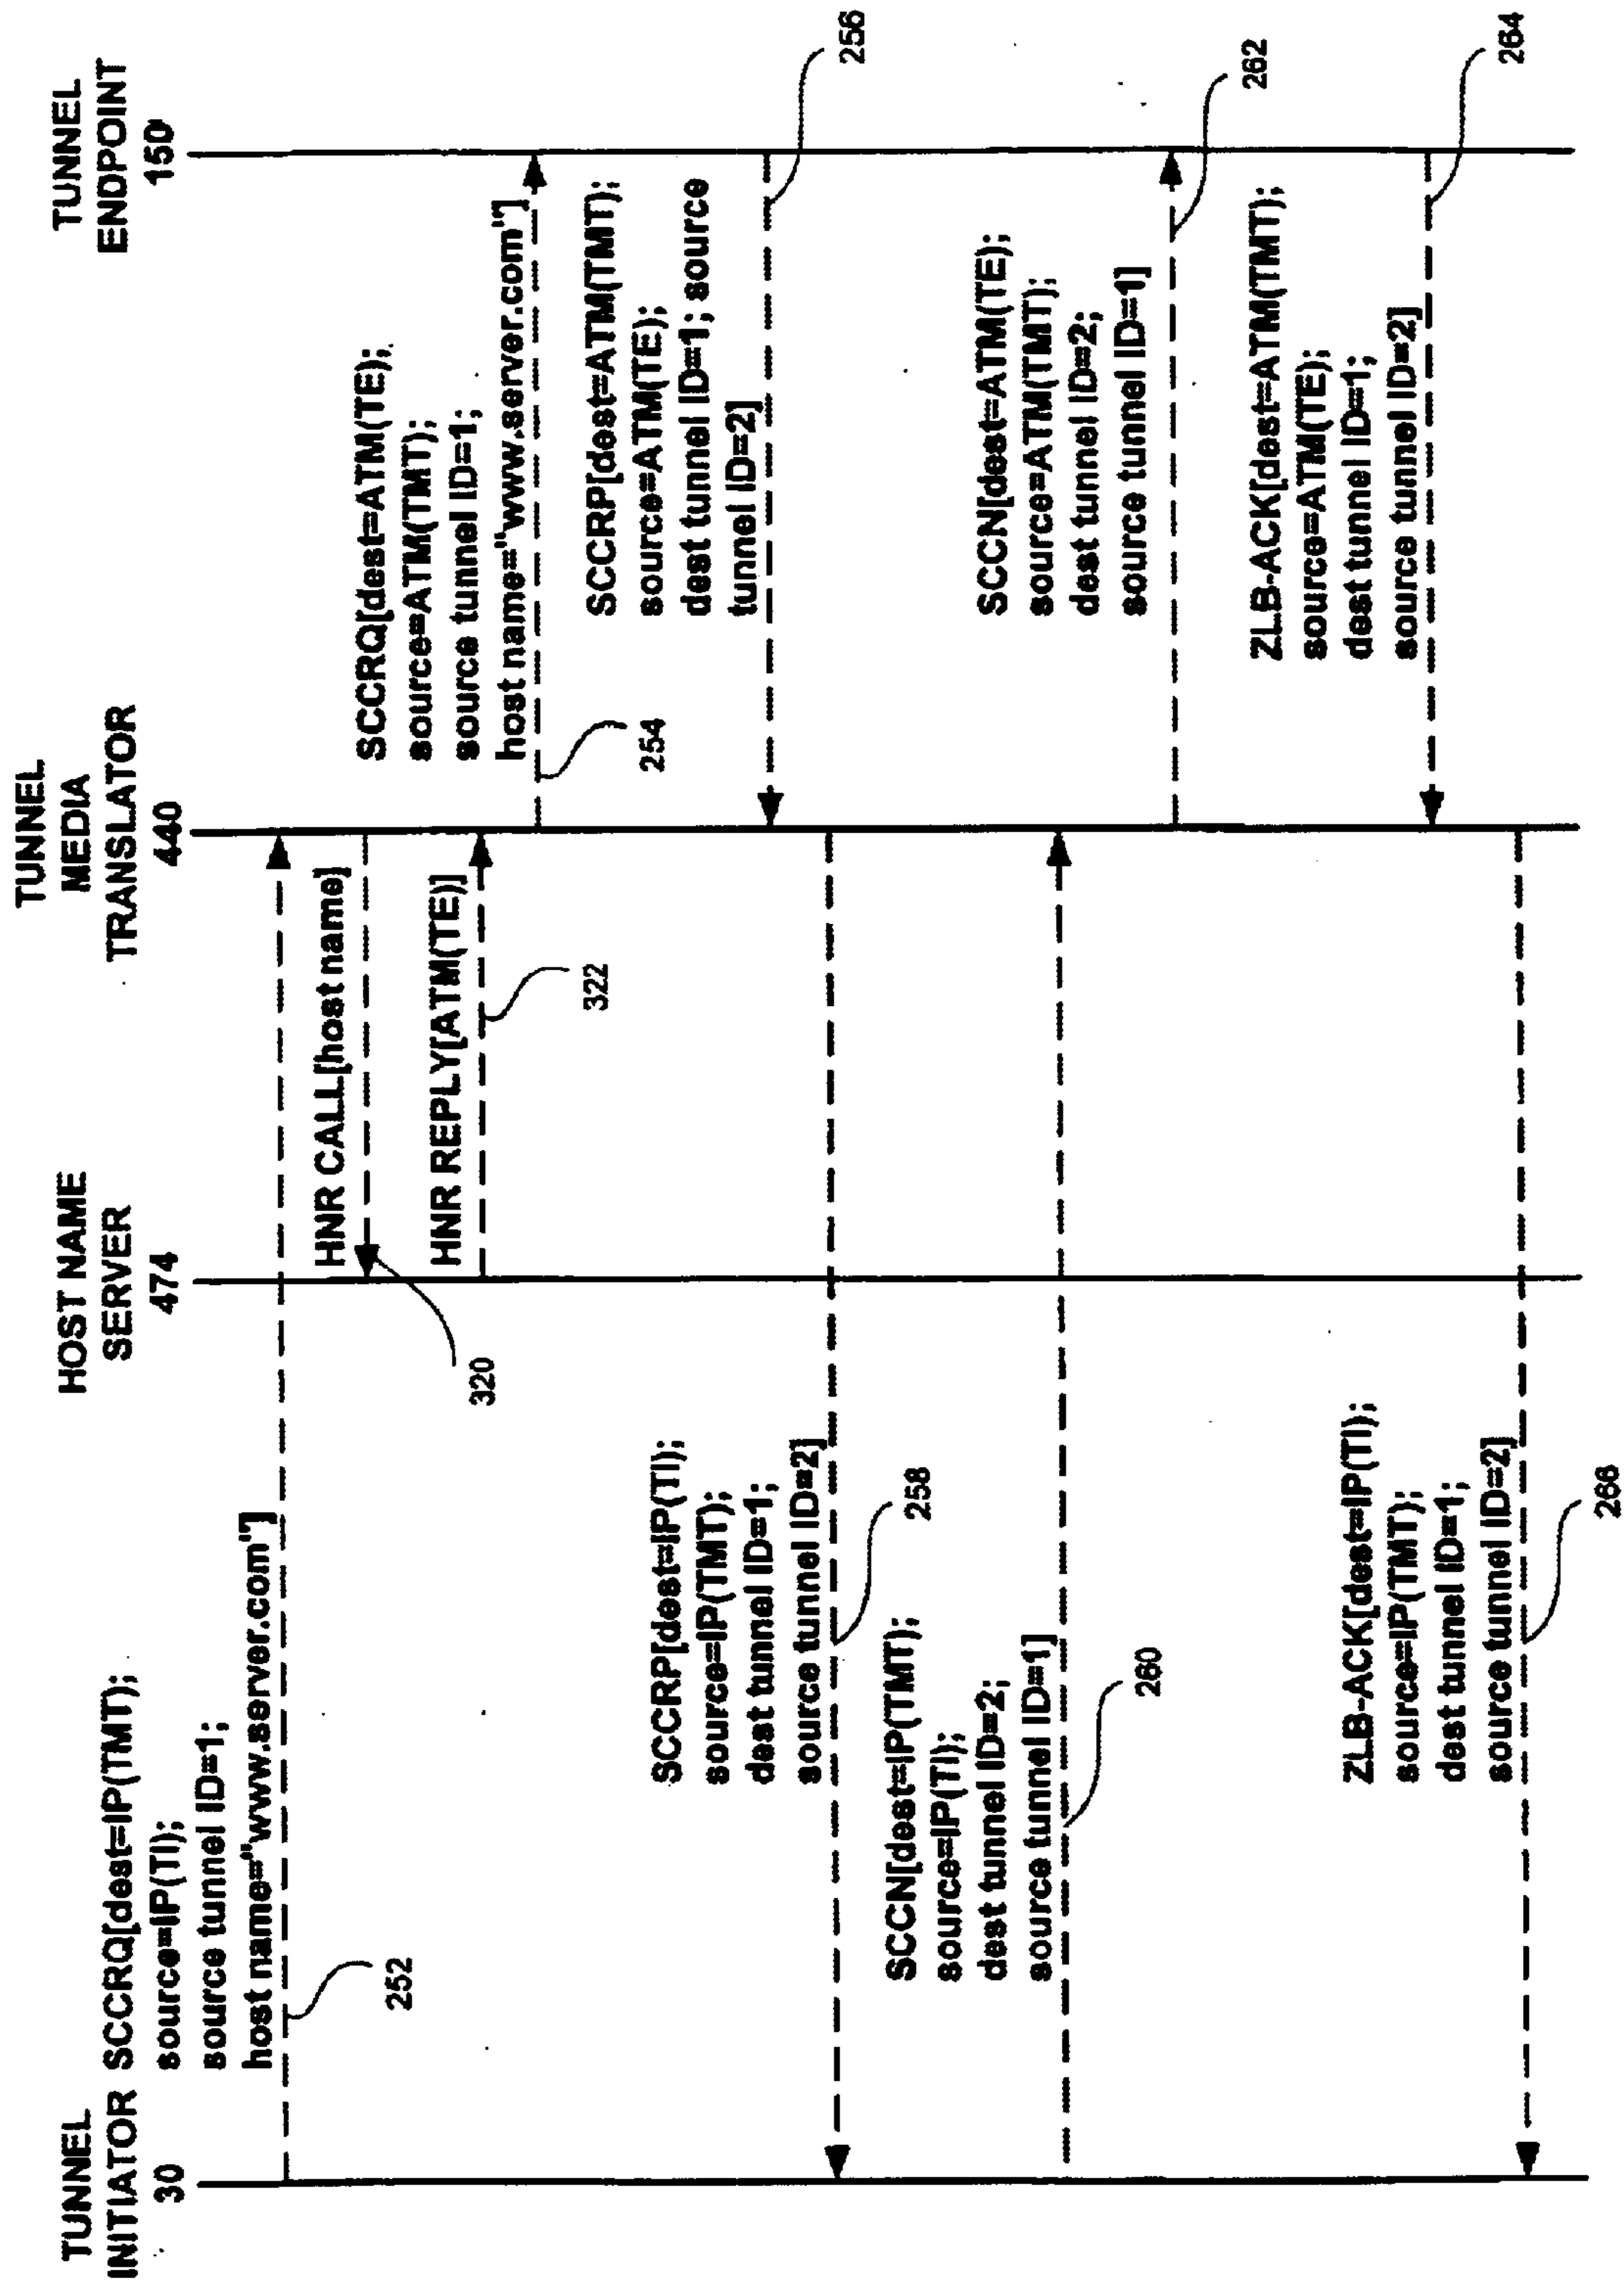 TUNNEL
INITIATOR
30
HOST NAME
SERVER
474
TUNNEL
MEDIA
TRANSLATOR
440
TUNNEL
ENDPOINT
150
SCCRQ[dest=IP(TMT);
source=IP(TI);
source tunnel ID=1;
host name="www.server.com"]
252
HNR CALL[host name]
320
HNR REPLY[ATM(TE)]
322
SCCRQ[dest=ATM(TE);
source=ATM(TMT);
source tunnel ID=1;
host name="www.server.com"]
254
SCCRP[dest=ATM(TMT);
source=ATM(TE);
dest tunnel ID=1; source
tunnel ID=2]
256
SCCRP[dest=IP(TI);
source=IP(TMT);
dest tunnel ID=1;
source tunnel ID=2]
258
SCCN[dest=IP(TMT);
source=IP(TI);
dest tunnel ID=2;
source tunnel ID=1]
260
SCCN[dest=ATM(TE);
source=ATM(TMT);
dest tunnel ID=2;
source tunnel ID=1]
262
ZLB-ACK[dest=ATM(TMT);
source=ATM(TE);
dest tunnel ID=1;
source tunnel ID=2]
264
ZLB-ACK[dest=IP(TI);
source=IP(TMT);
dest tunnel ID=1;
source tunnel ID=2]
266